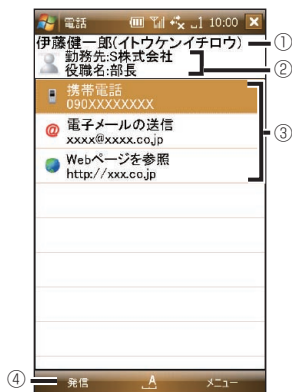 電話 10:00
伊藤健一郎(イトウケンイチロウ) ①
勤務先:S株式会社
役職名:部長 ②
携帯電話
090XXXXXXXX
電子メールの送信
xxxx@xxxx.co.jp ③
Webページを参照
http://xxx.co.jp
④ 発信 A メニュー